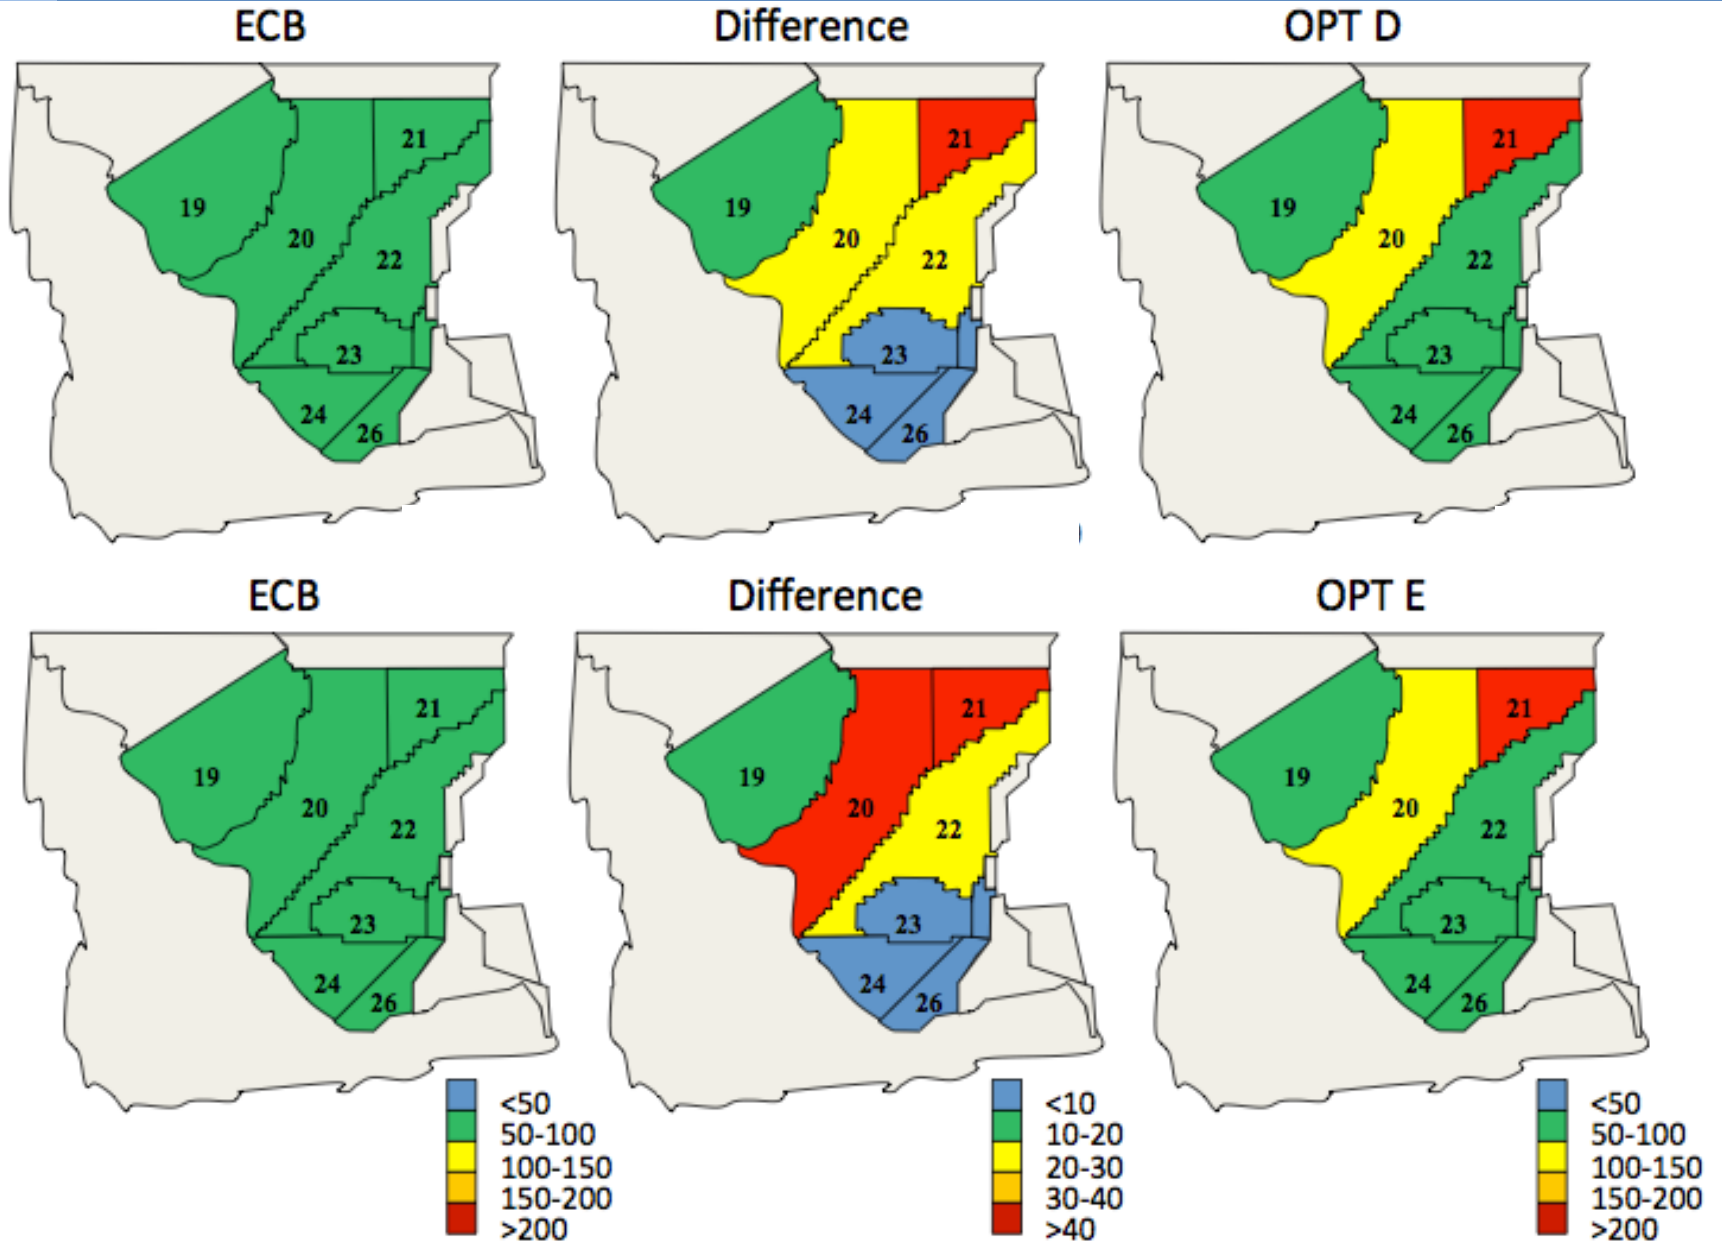 ECB Difference OPT D
21 21 21
19 20 22 19 20 22 19 20 22
23 23 23
24 26 24 26 24 26
ECB Difference OPT E
21 21 21
19 20 22 19 20 22 19 20 22
23 23 23
24 26 24 26 24 26
<50 <10 <50
50-100 10-20 50-100
100-150 20-30 100-150
150-200 30-40 150-200
>200 >40 >200